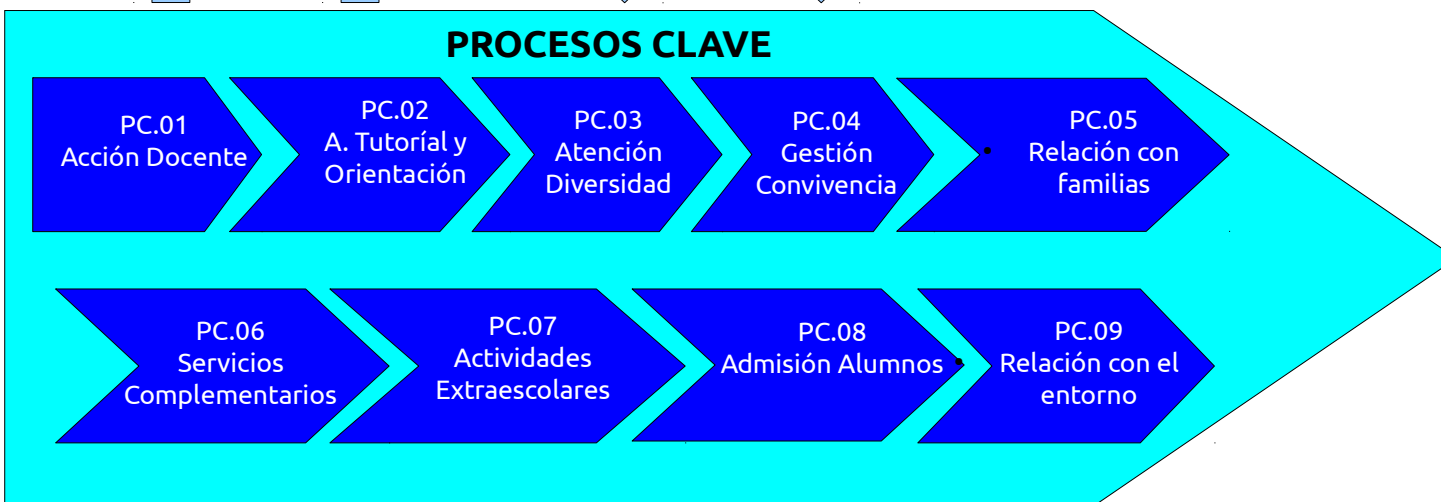 PROCESOS CLAVE
PC.01
Acción Docente
PC.02
A. Tutoríal y
Orientación
PC.03
Atención
Diversidad
PC.04
Gestión
Convivencia
PC.05
Relación con
familias
PC.06
Servicios
Complementarios
PC.07
Actividades
Extraescolares
PC.08
Admisión Alumnos
PC.09
Relación con el
entorno